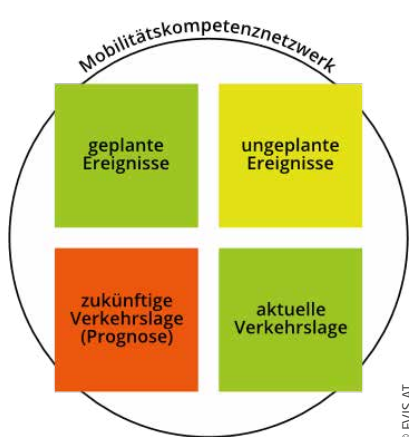 Mobilitätskompetenznetzwerk
geplante
Ereignisse
ungeplante
Ereignisse
zukünftige
Verkehrslage
(Prognose)
aktuelle
Verkehrslage
© EVIS.AT